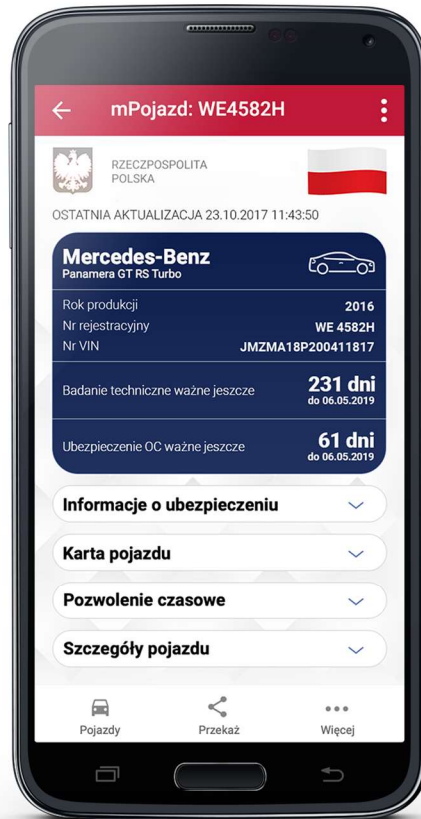 mPojazd: WE4582H
RZECZPOSPOLITA
POLSKA
OSTATNIA AKTUALIZACJA 23.10.2017 11:43:50
Mercedes-Benz
Panamera GT RS Turbo
Rok produkcji 2016
Nr rejestracyjny WE 4582H
Nr VIN JMZMA18P200411817
Badanie techniczne ważne jeszcze 231 dni
do 06.05.2019
Ubezpieczenie OC ważne jeszcze 61 dni
do 06.05.2019
Informacje o ubezpieczeniu
Karta pojazdu
Pozwolenie czasowe
Szczegóły pojazdu
Pojazdy Przekaż Więcej